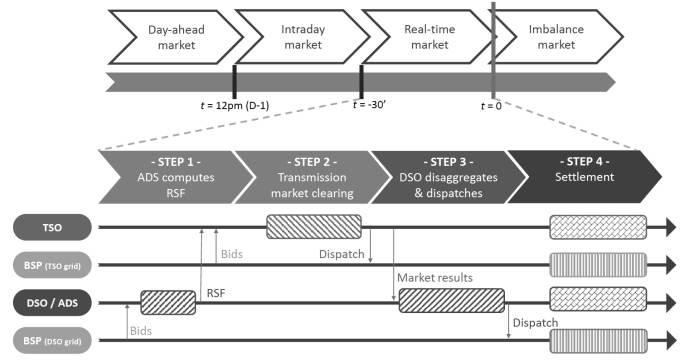 Day-ahead
market
Intraday
market
Real-time
market
Imbalance
market
t = 12pm (D-1)
t = -30'
t = 0
- STEP 1 -
ADS computes
RSF
- STEP 2 -
Transmission
market clearing
- STEP 3 -
DSO disaggregates
& dispatches
- STEP 4 -
Settlement
TSO
Bids
Dispatch
BSP (TSO grid)
Market results
RSF
DSO / ADS
Bids
Dispatch
BSP (DSO grid)